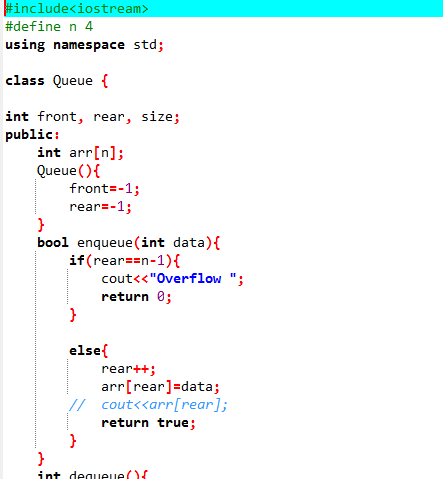 #include<iostream>
#define n 4
using namespace std;
class Queue {
int front, rear, size;
public:
int arr[n];
Queue(){
front=-1;
rear=-1;
}
bool enqueue(int data){
if(rear==n-1){
cout<<"Overflow ";
return 0;
}
else{
rear++;
arr[rear]=data;
// cout<<arr[rear];
return true;
}
}
int dequeue(){